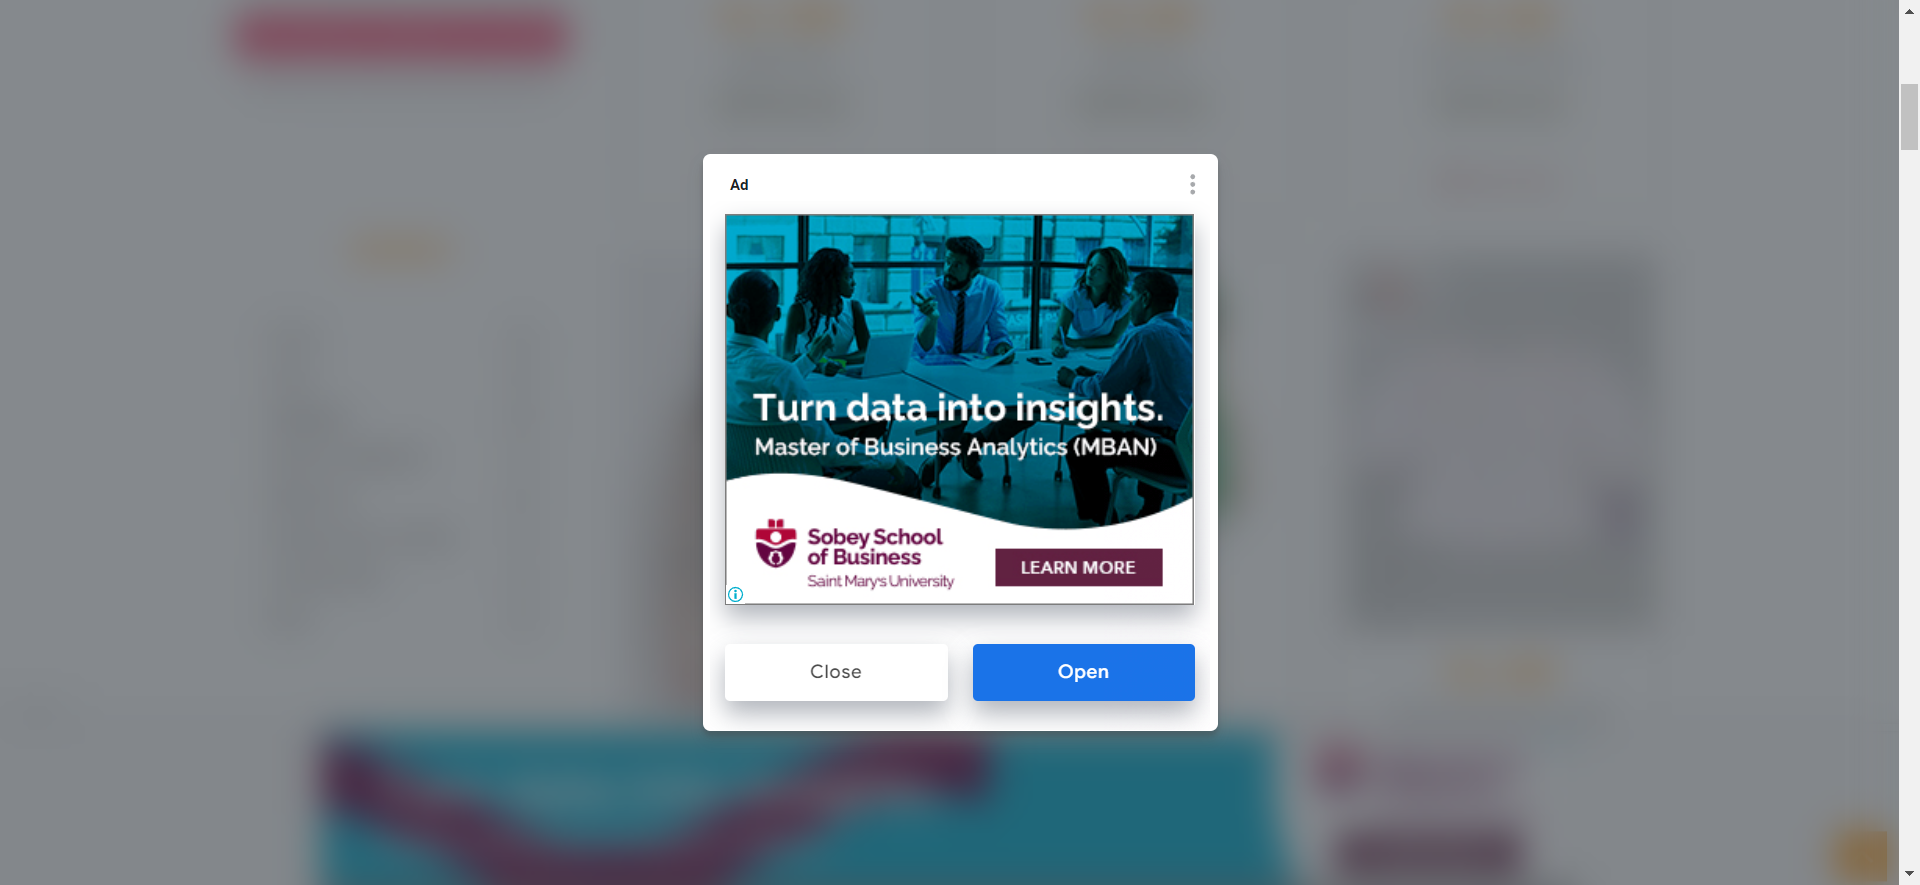 Ad
Turn data into insights.
Master of Business Analytics (MBAN)
Sobey School
of Business
Saint Mary's University
LEARN MORE
Close
Open